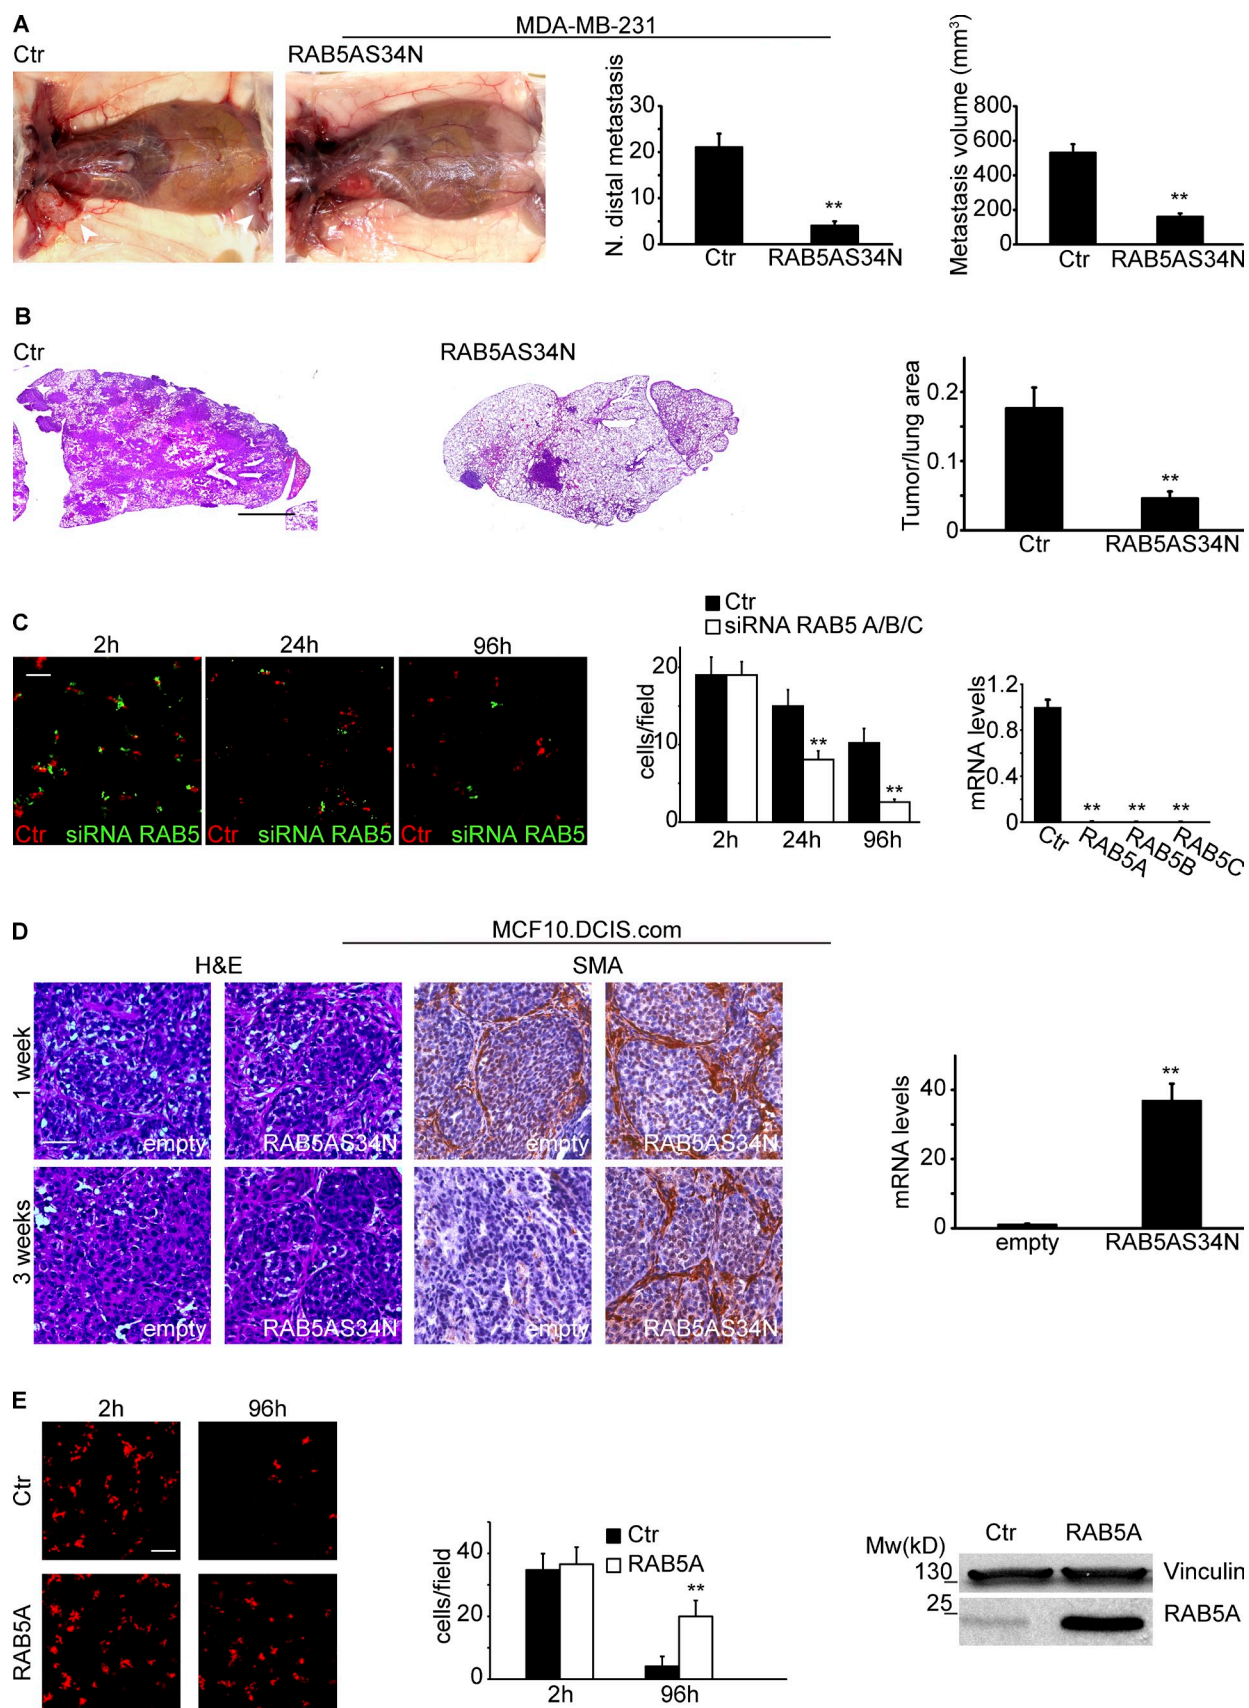 A
MDA-MB-231
Ctr
RAB5AS34N
N. distal metastasis
30
20
10
0
**
Ctr
RAB5AS34N
Metastasis volume (mm³)
800
600
400
200
0
**
Ctr
RAB5AS34N
B
Ctr
RAB5AS34N
Tumor/lung area
0.2
0.1
0
**
Ctr
RAB5AS34N
C
2h
24h
96h
Ctr
siRNA RAB5
Ctr
siRNA RAB5
Ctr
siRNA RAB5
Ctr
siRNA RAB5 A/B/C
cells/field
20
10
0
**
**
2h
24h
96h
mRNA levels
1.2
0.8
0.4
0
** ** **
Ctr
RAB5A
RAB5B
RAB5C
D
MCF10.DCIS.com
H&E
SMA
1 week
empty
RAB5AS34N
empty
RAB5AS34N
3 weeks
empty
RAB5AS34N
empty
RAB5AS34N
mRNA levels
40
20
0
**
empty
RAB5AS34N
E
2h
96h
Ctr
RAB5A
cells/field
40
20
0
Ctr
RAB5A
**
2h
96h
Ctr
RAB5A
Mw(kD)
130
Vinculin
25
RAB5A